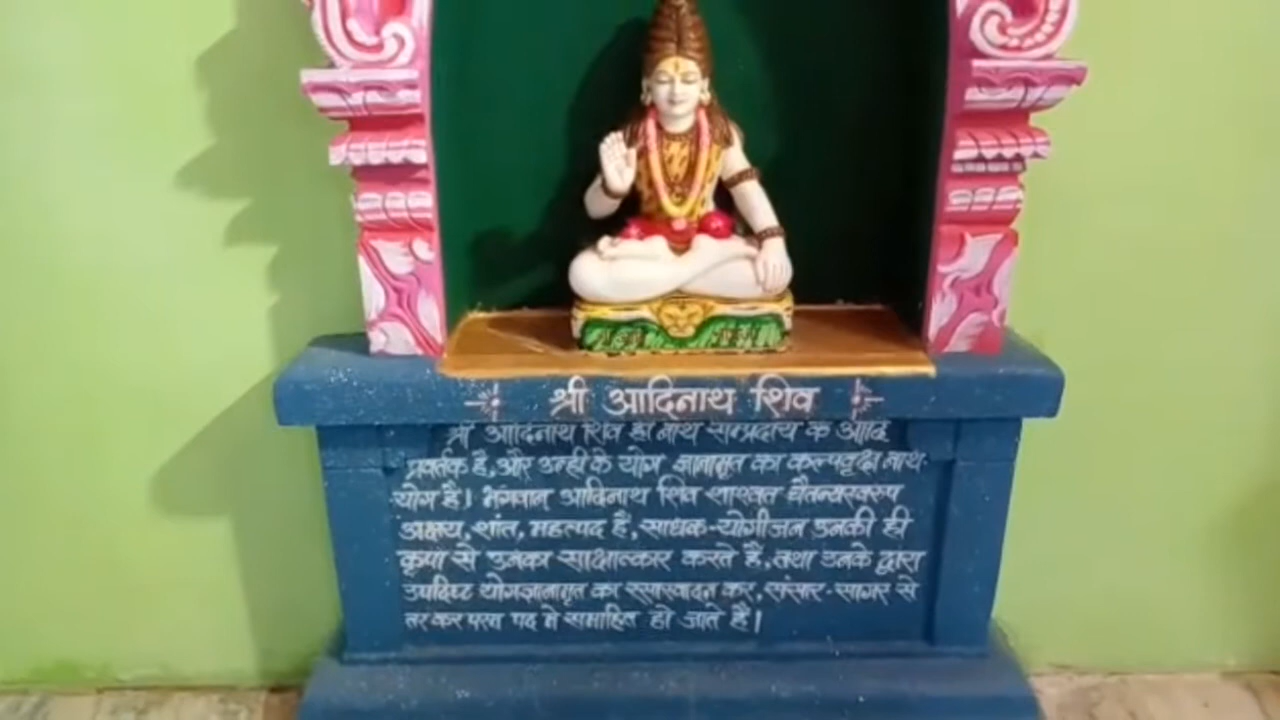 श्री आदिनाथ शिव
श्री आदिनाथ शिव ही नाथ सम्प्रदाय के आदि
प्रवर्तक है, और उन्ही के योग ज्ञानामृत का कल्पवृक्ष नाथ-
योग है। भगवान आदिनाथ शिव शाश्वत चैतन्यस्वरुप
अक्षय, शांत, महत्पद है, साधक-योगीजन उनकी ही
कृपा से उनका साक्षात्कार करते है, तथा उनके द्वारा
उपदिष्ट योगज्ञानामृत का रसास्वादन कर, संसार-सागर से
तर कर परम पद मे समाहित हो जाते है।